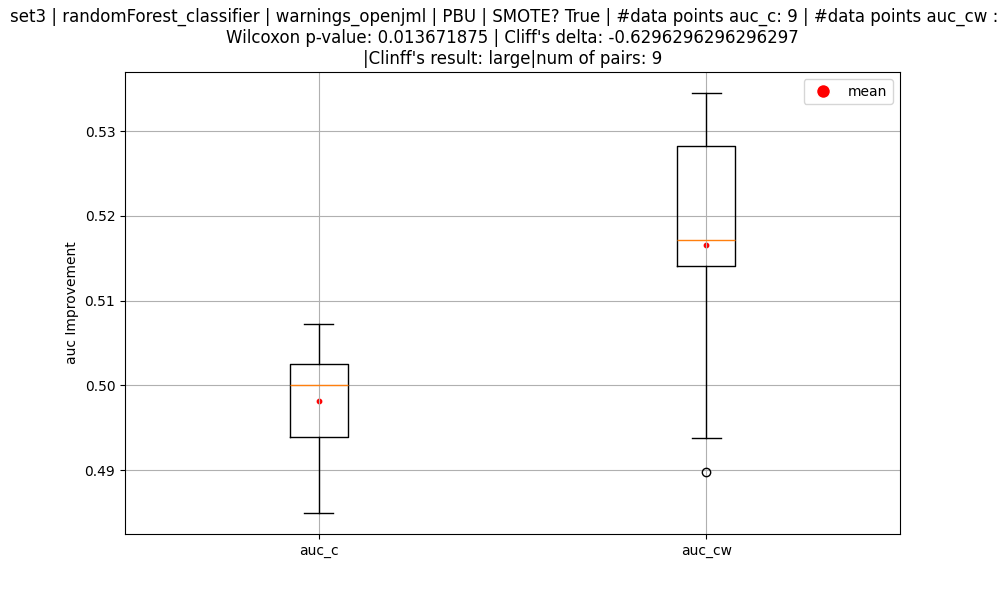 set3 | randomForest_classifier | warnings_openjml | PBU | SMOTE? True | #data points auc_c: 9 | #data points auc_cw :
Wilcoxon p-value: 0.013671875 | Cliff's delta: -0.6296296296296297
|Clinff's result: large|num of pairs: 9
mean
auc Improvement
0.53
0.52
0.51
0.50
0.49
auc_c
auc_cw